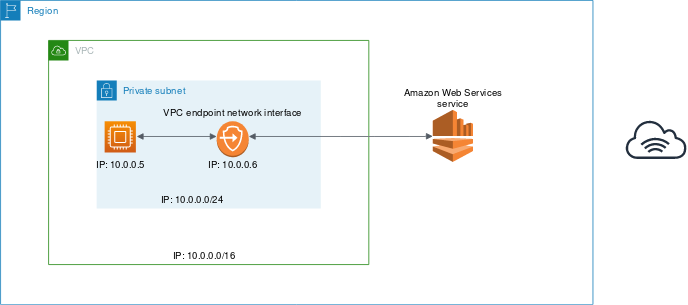 Region
VPC
Private subnet
Amazon Web Services
service
VPC endpoint network interface
IP: 10.0.0.5
IP: 10.0.0.6
IP: 10.0.0.0/24
IP: 10.0.0.0/16